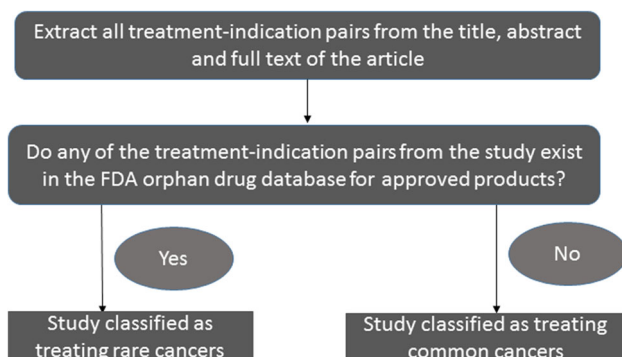 Extract all treatment-indication pairs from the title, abstract
and full text of the article
Do any of the treatment-indication pairs from the study exist
in the FDA orphan drug database for approved products?
Yes
No
Study classified as
treating rare cancers
Study classified as treating
common cancers